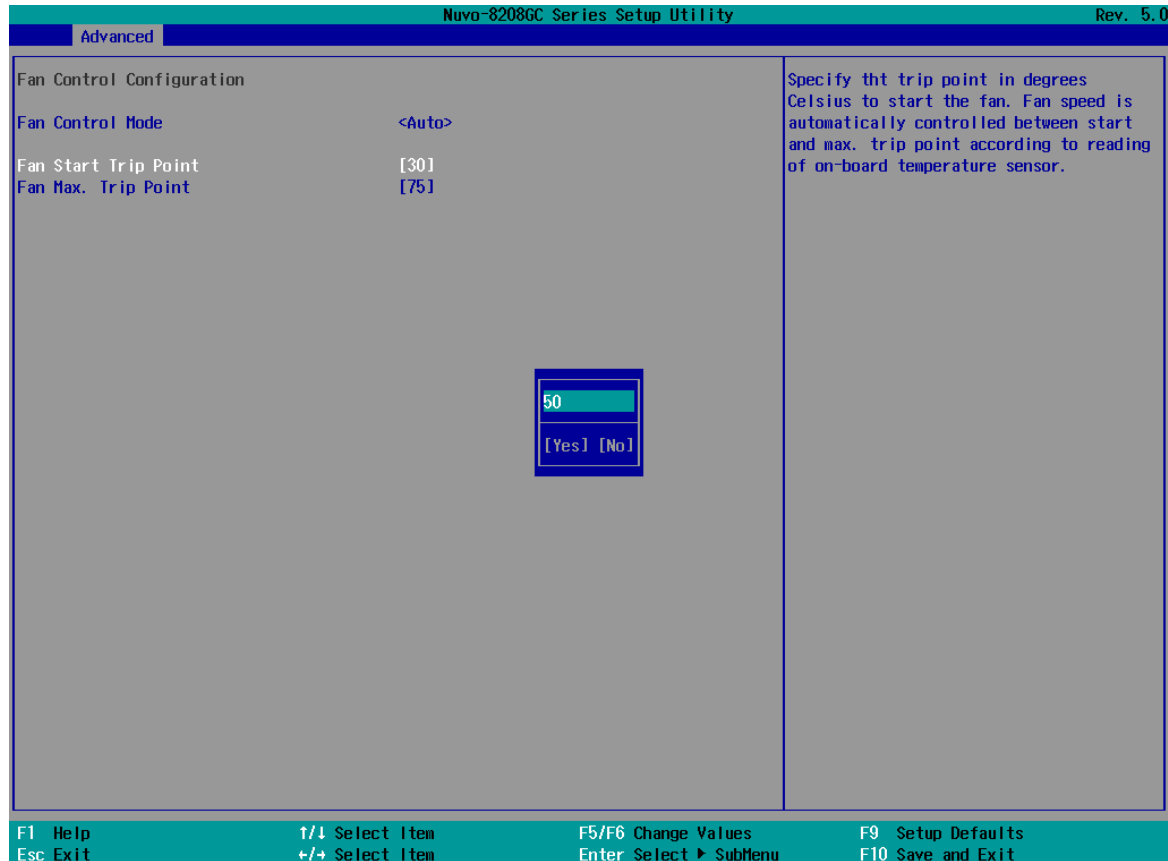 Nuvo-8208GC Series Setup Utility Rev. 5.0
Advanced
Fan Control Configuration
Fan Control Mode <Auto>
Fan Start Trip Point [30]
Fan Max. Trip Point [75]
Specify tht trip point in degrees
Celsius to start the fan. Fan speed is
automatically controlled between start
and max. trip point according to reading
of on-board temperature sensor.
50
[Yes] [No]
F1 Help ↑/↓ Select Item F5/F6 Change Values F9 Setup Defaults
Esc Exit ←/→ Select Item Enter Select ▶ SubMenu F10 Save and Exit